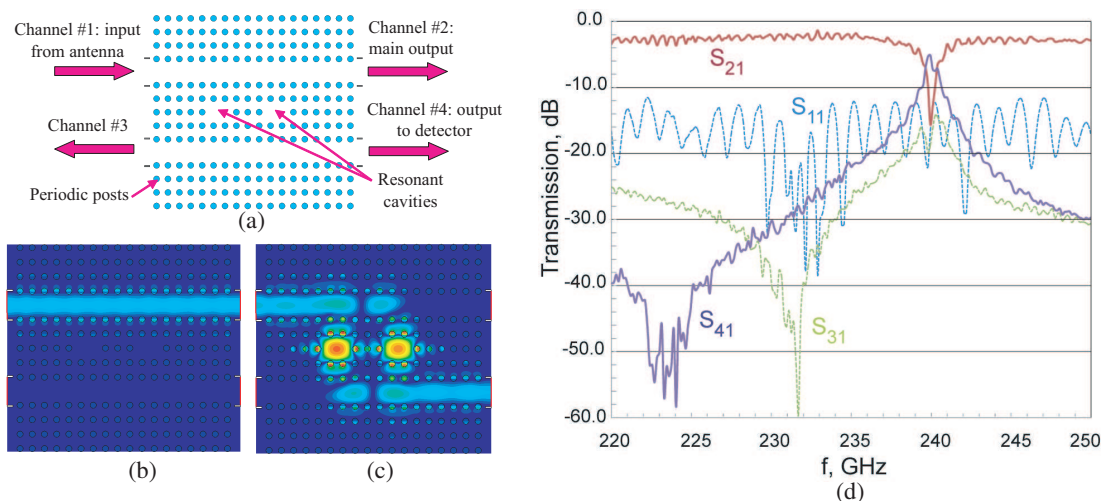 Channel #1: input
from antenna
Channel #2:
main output
Channel #3
Channel #4: output
to detector
Periodic posts
Resonant
cavities
(a)
(b)
(c)
Transmission, dB
0.0
-10.0
-20.0
-30.0
-40.0
-50.0
-60.0
S21
S11
S41
S31
220
225
230
235
240
245
250
f, GHz
(d)